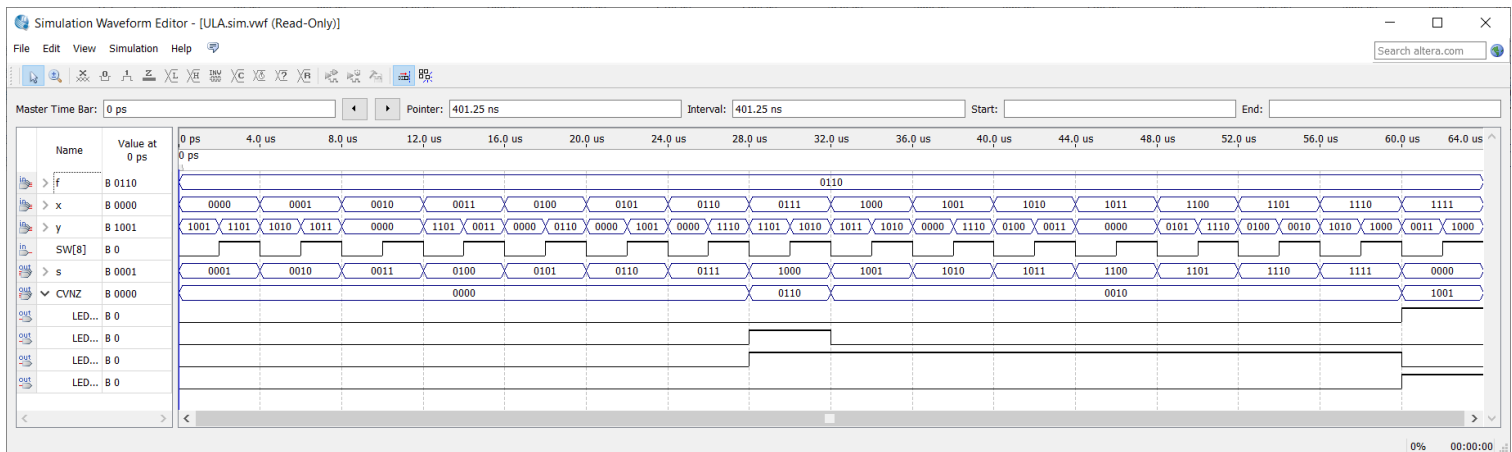 Simulation Waveform Editor - [ULA.sim.vwf (Read-Only)]
File Edit View Simulation Help
Search altera.com
Master Time Bar: 0 ps Pointer: 401.25 ns Interval: 401.25 ns Start: End:
Name Value at 0 ps 0 ps 4.0 us 8.0 us 12.0 us 16.0 us 20.0 us 24.0 us 28.0 us 32.0 us 36.0 us 40.0 us 44.0 us 48.0 us 52.0 us 56.0 us 60.0 us 64.0 us
0 ps
f B 0110 0110
x B 0000 0000 0001 0010 0011 0100 0101 0110 0111 1000 1001 1010 1011 1100 1101 1110 1111
y B 1001 1001 1101 1010 1011 0000 1101 0011 0000 0110 0000 1001 0000 1110 1101 1010 1011 1010 0000 1110 0100 0011 0000 0101 1110 0100 0010 1010 1000 0011 1000
SW[8] B 0
s B 0001 0001 0010 0011 0100 0101 0110 0111 1000 1001 1010 1011 1100 1101 1110 1111 0000
CVNZ B 0000 0000 0110 0010 1001
LED... B 0
LED... B 0
LED... B 0
LED... B 0
0% 00:00:00